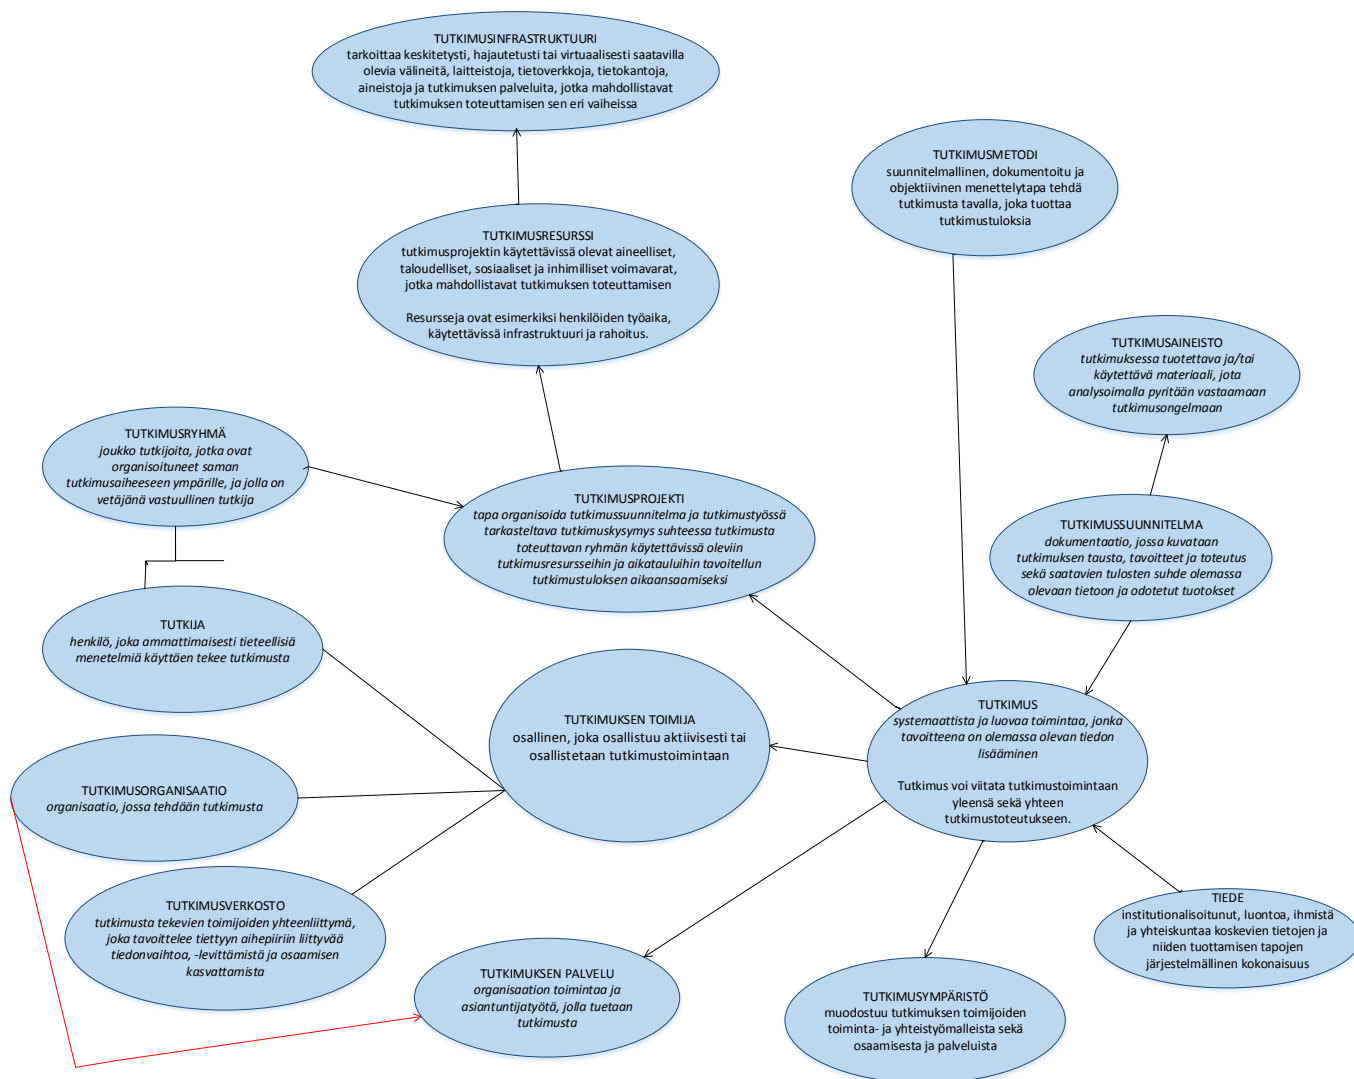 TUTKIMUSINFRASTRUKTUURI
tarkoittaa keskitetysti, hajautetusti tai virtuaalisesti saatavilla
olevia välineitä, laitteistoja, tietoverkkoja, tietokantoja,
aineistoja ja tutkimuksen palveluita, jotka mahdollistavat
tutkimuksen toteuttamisen sen eri vaiheissa
TUTKIMUSMETODI
suunnitelmallinen, dokumentoitu ja
objektiivinen menettelytapa tehdä
tutkimusta tavalla, joka tuottaa
tutkimustuloksia
TUTKIMUSRESURSSI
tutkimusprojektin käytettävissä olevat aineelliset,
taloudelliset, sosiaaliset ja inhimilliset voimavarat,
jotka mahdollistavat tutkimuksen toteuttamisen
Resursseja ovat esimerkiksi henkilöiden työaika,
käytettävissä infrastruktuuri ja rahoitus.
TUTKIMUSAINEISTO
tutkimuksessa tuotettava ja/tai
käytettävä materiaali, jota
analysoimalla pyritään vastaamaan
tutkimusongelmaan
TUTKIMUSRYHMÄ
joukko tutkijoita, jotka ovat
organisoituneet saman
tutkimusaiheeseen ympärille, ja jolla on
vetäjänä vastuullinen tutkija
TUTKIMUSPROJEKTI
tapa organisoida tutkimussuunnitelma ja tutkimustyössä
tarkasteltava tutkimuskysymys suhteessa tutkimusta
toteuttavan ryhmän käytettävissä oleviin
tutkimusresursseihin ja aikatauluihin tavoitellun
tutkimustuloksen aikaansaamiseksi
TUTKIMUSSUUNNITELMA
dokumentaatio, jossa kuvataan
tutkimuksen tausta, tavoitteet ja toteutus
sekä saatavien tulosten suhde olemassa
olevaan tietoon ja odotetut tuotokset
TUTKIJA
henkilö, joka ammattimaisesti tieteellisiä
menetelmiä käyttäen tekee tutkimusta
TUTKIMUKSEN TOIMIJA
osallinen, joka osallistuu aktiivisesti tai
osallistetaan tutkimustoimintaan
TUTKIMUS
systemaattista ja luovaa toimintaa, jonka
tavoitteena on olemassa olevan tiedon
lisääminen
Tutkimus voi viitata tutkimustoimintaan
yleensä sekä yhteen
tutkimustoteutukseen.
TUTKIMUSORGANISAATIO
organisaatio, jossa tehdään tutkimusta
TUTKIMUSVERKOSTO
tutkimusta tekevien toimijoiden yhteenliittymä,
joka tavoittelee tiettyyn aihepiiriin liittyvää
tiedonvaihtoa, -levittämistä ja osaamisen
kasvattamista
TIEDE
institutionalisoitunut, luontoa, ihmistä
ja yhteiskuntaa koskevien tietojen ja
niiden tuottamisen tapojen
järjestelmällinen kokonaisuus
TUTKIMUKSEN PALVELU
organisaation toimintaa ja
asiantuntijatyötä, jolla tuetaan
tutkimusta
TUTKIMUSYMPÄRISTÖ
muodostuu tutkimuksen toimijoiden
toiminta- ja yhteistyömalleista sekä
osaamisesta ja palveluista